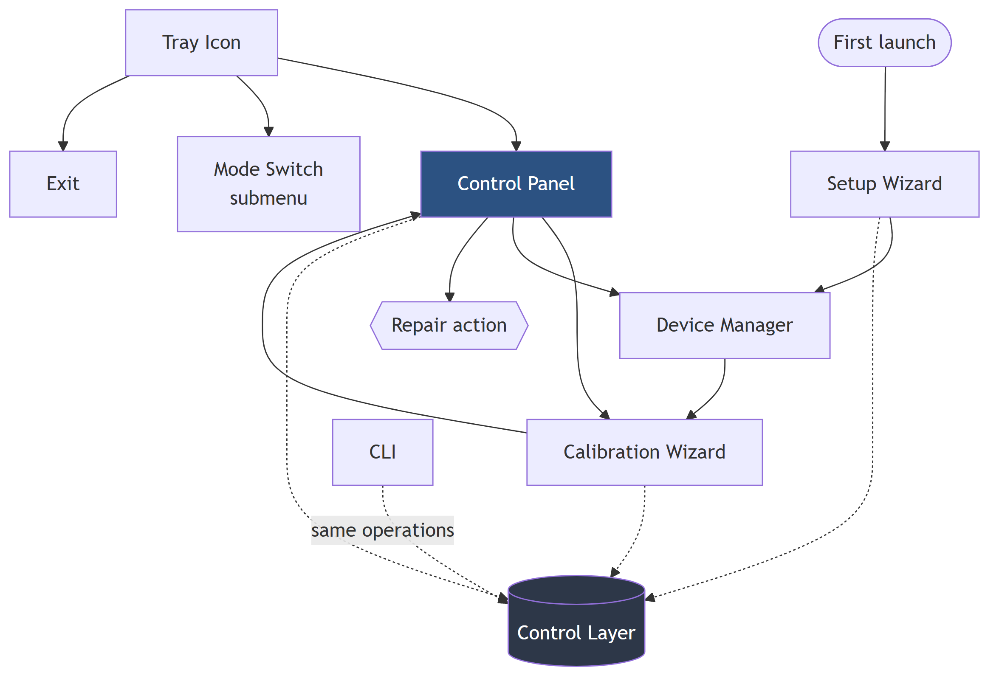 Tray Icon
First launch
Exit
Mode Switch
submenu
Control Panel
Setup Wizard
Repair action
Device Manager
CLI
Calibration Wizard
same operations
Control Layer